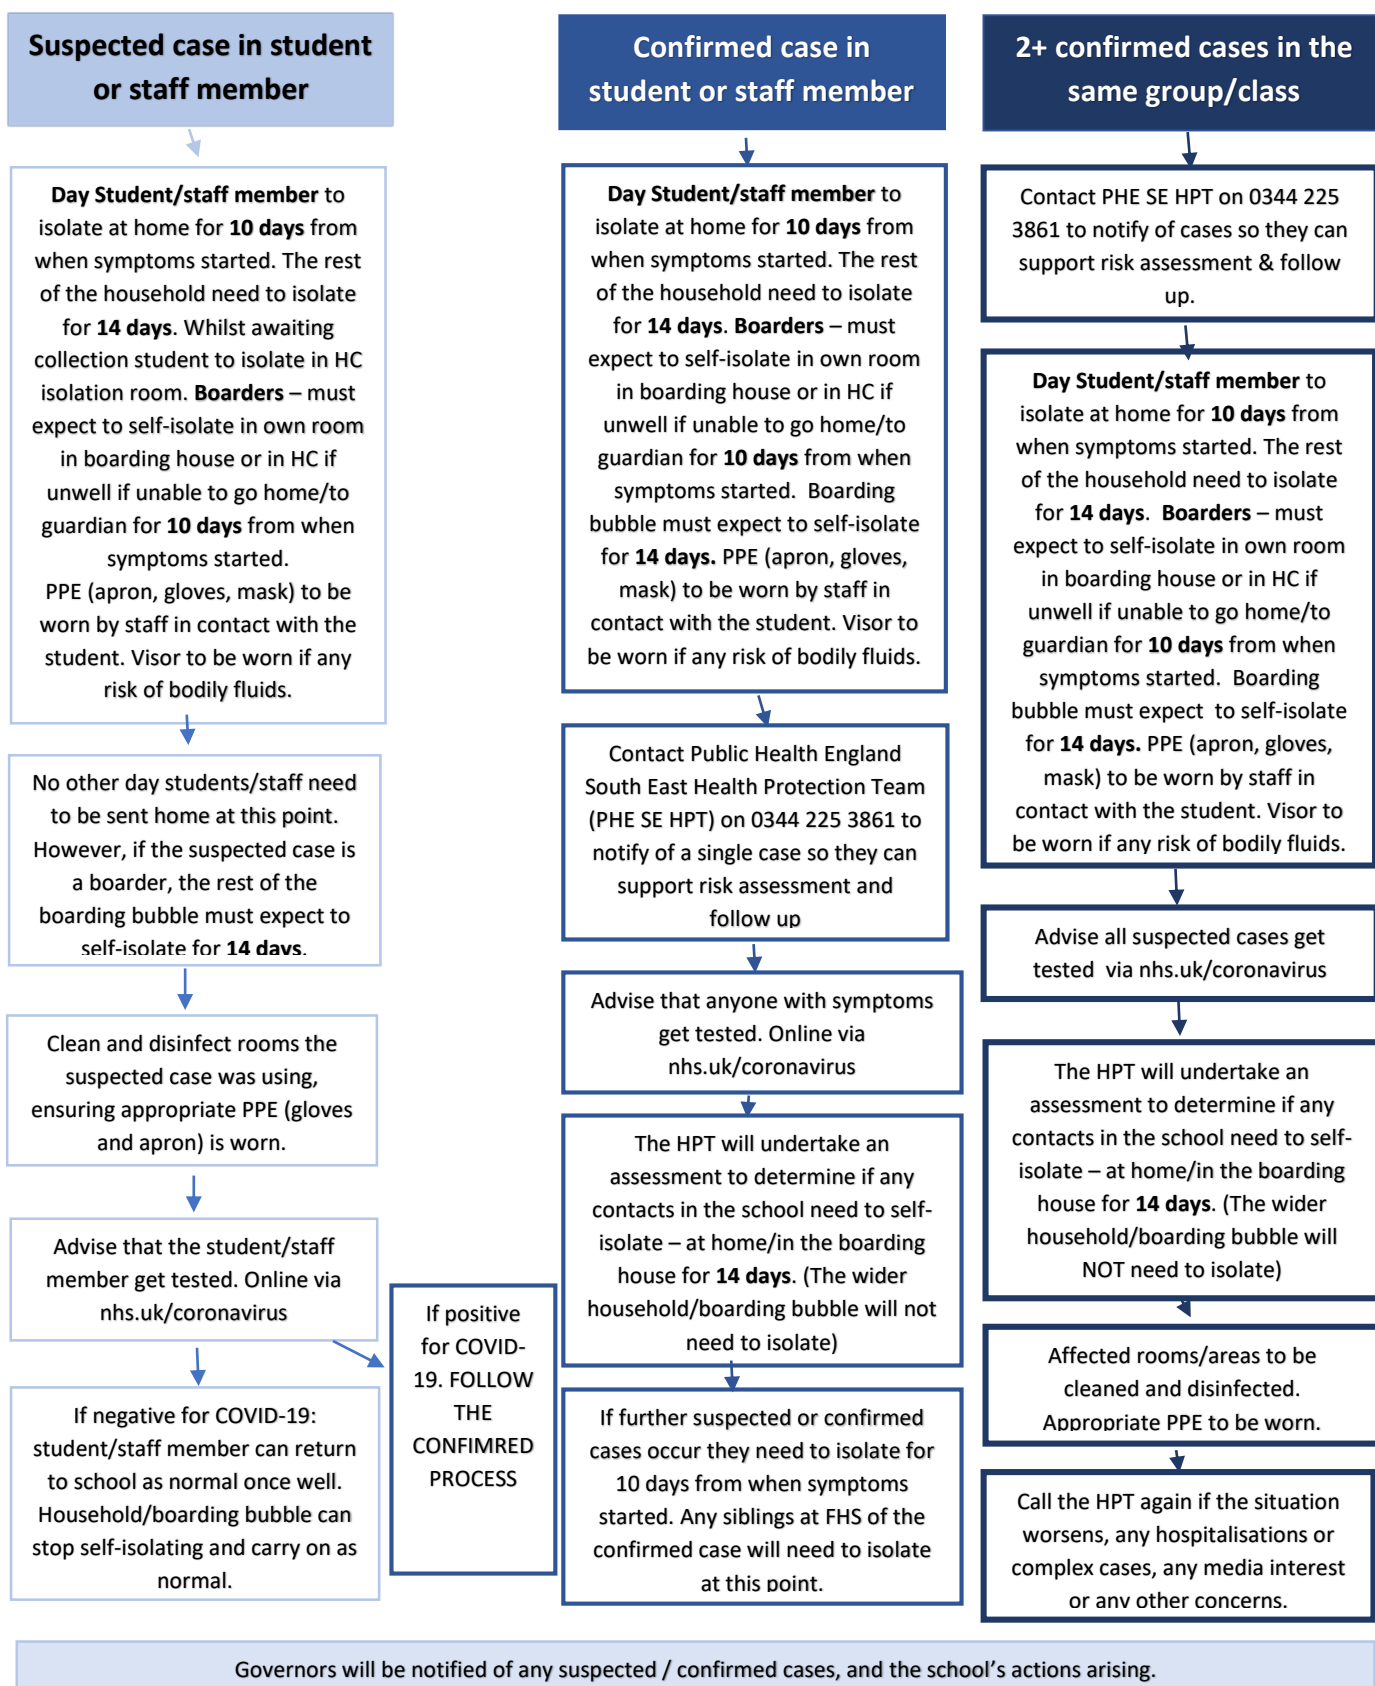 Suspected case in student
or staff member
Day Student/staff member to
isolate at home for 10 days from
when symptoms started. The rest
of the household need to isolate
for 14 days. Whilst awaiting
collection student to isolate in HC
isolation room. Boarders – must
expect to self-isolate in own room
in boarding house or in HC if
unwell if unable to go home/to
guardian for 10 days from when
symptoms started.
PPE (apron, gloves, mask) to be
worn by staff in contact with the
student. Visor to be worn if any
risk of bodily fluids.
No other day students/staff need
to be sent home at this point.
However, if the suspected case is
a boarder, the rest of the
boarding bubble must expect to
self-isolate for 14 days.
Clean and disinfect rooms the
suspected case was using,
ensuring appropriate PPE (gloves
and apron) is worn.
Advise that the student/staff
member get tested. Online via
nhs.uk/coronavirus
If negative for COVID-19:
student/staff member can return
to school as normal once well.
Household/boarding bubble can
stop self-isolating and carry on as
normal.
If positive
for COVID-
19. FOLLOW
THE
CONFIMRED
PROCESS
Confirmed case in
student or staff member
Day Student/staff member to
isolate at home for 10 days from
when symptoms started. The rest
of the household need to isolate
for 14 days. Boarders – must
expect to self-isolate in own room
in boarding house or in HC if
unwell if unable to go home/to
guardian for 10 days from when
symptoms started. Boarding
bubble must expect to self-isolate
for 14 days. PPE (apron, gloves,
mask) to be worn by staff in
contact with the student. Visor to
be worn if any risk of bodily fluids.
Contact Public Health England
South East Health Protection Team
(PHE SE HPT) on 0344 225 3861 to
notify of a single case so they can
support risk assessment and
follow up
Advise that anyone with symptoms
get tested. Online via
nhs.uk/coronavirus
The HPT will undertake an
assessment to determine if any
contacts in the school need to self-
isolate – at home/in the boarding
house for 14 days. (The wider
household/boarding bubble will not
need to isolate)
If further suspected or confirmed
cases occur they need to isolate for
10 days from when symptoms
started. Any siblings at FHS of the
confirmed case will need to isolate
at this point.
2+ confirmed cases in the
same group/class
Contact PHE SE HPT on 0344 225
3861 to notify of cases so they can
support risk assessment & follow
up.
Day Student/staff member to
isolate at home for 10 days from
when symptoms started. The rest
of the household need to isolate
for 14 days. Boarders – must
expect to self-isolate in own room
in boarding house or in HC if
unwell if unable to go home/to
guardian for 10 days from when
symptoms started. Boarding
bubble must expect to self-isolate
for 14 days. PPE (apron, gloves,
mask) to be worn by staff in
contact with the student. Visor to
be worn if any risk of bodily fluids.
Advise all suspected cases get
tested via nhs.uk/coronavirus
The HPT will undertake an
assessment to determine if any
contacts in the school need to self-
isolate – at home/in the boarding
house for 14 days. (The wider
household/boarding bubble will
NOT need to isolate)
Affected rooms/areas to be
cleaned and disinfected.
Appropriate PPE to be worn.
Call the HPT again if the situation
worsens, any hospitalisations or
complex cases, any media interest
or any other concerns.
Governors will be notified of any suspected / confirmed cases, and the school's actions arising.